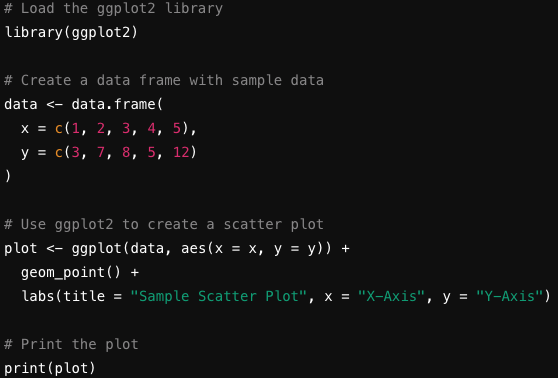 # Load the ggplot2 library
library(ggplot2)

# Create a data frame with sample data
data <- data.frame(
  x = c(1, 2, 3, 4, 5),
  y = c(3, 7, 8, 5, 12)
)

# Use ggplot2 to create a scatter plot
plot <- ggplot(data, aes(x = x, y = y)) +
  geom_point() +
  labs(title = "Sample Scatter Plot", x = "X-Axis", y = "Y-Axis")

# Print the plot
print(plot)